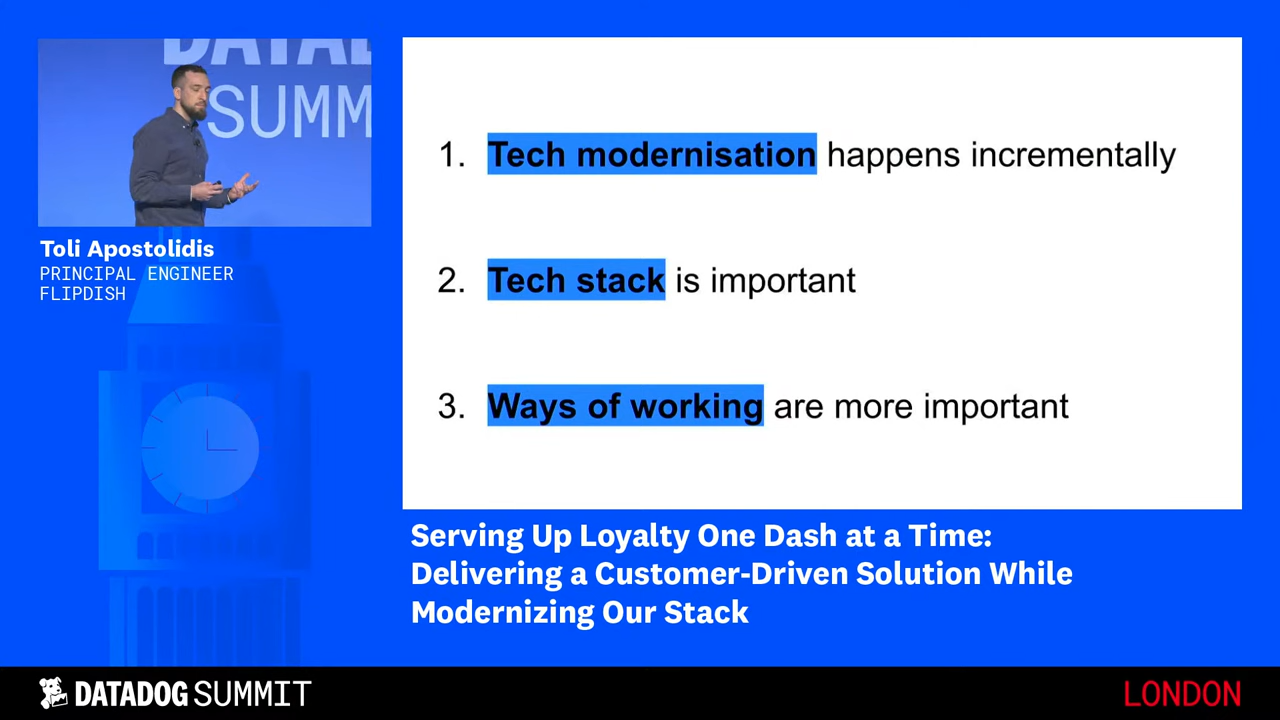 SUMM
Toli Apostolidis
PRINCIPAL ENGINEER
FLIPDISH
1. Tech modernisation happens incrementally
2. Tech stack is important
3. Ways of working are more important
Serving Up Loyalty One Dash at a Time:
Delivering a Customer-Driven Solution While
Modernizing Our Stack
DATADOG SUMMIT
LONDON